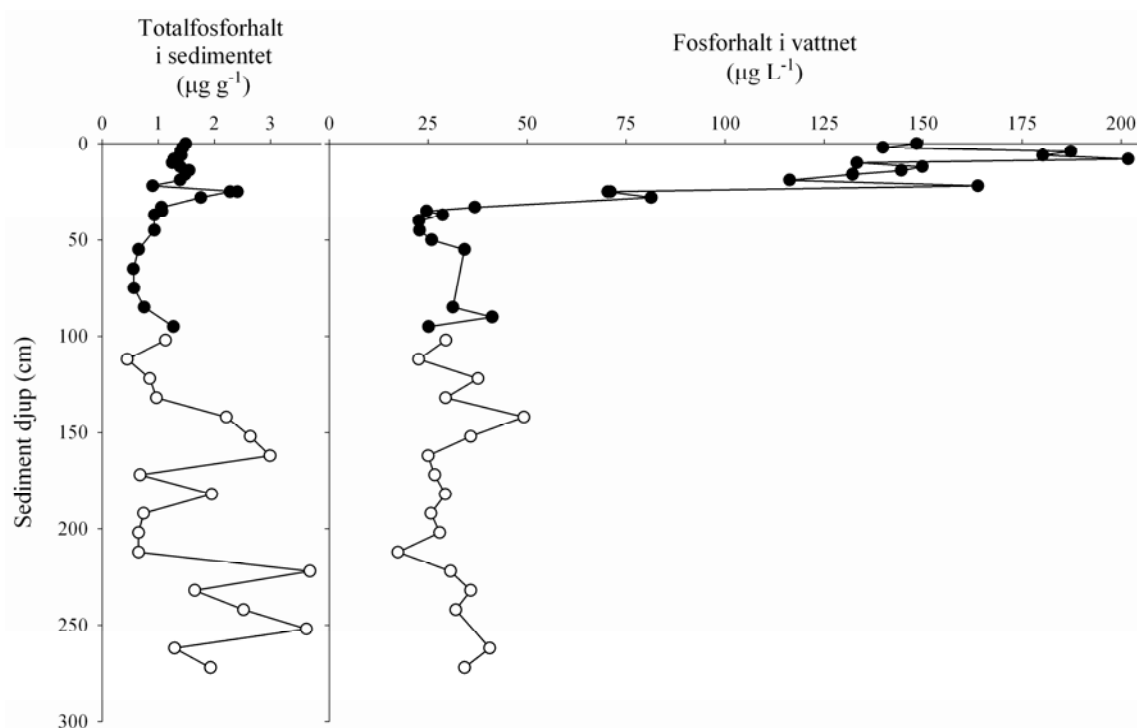 Totalfosforhalt
i sedimentet
(μg g⁻¹)
Fosforhalt i vattnet
(μg L⁻¹)
0 1 2 3
0 25 50 75 100 125 150 175 200
0
50
100
150
200
250
300
Sediment djup (cm)